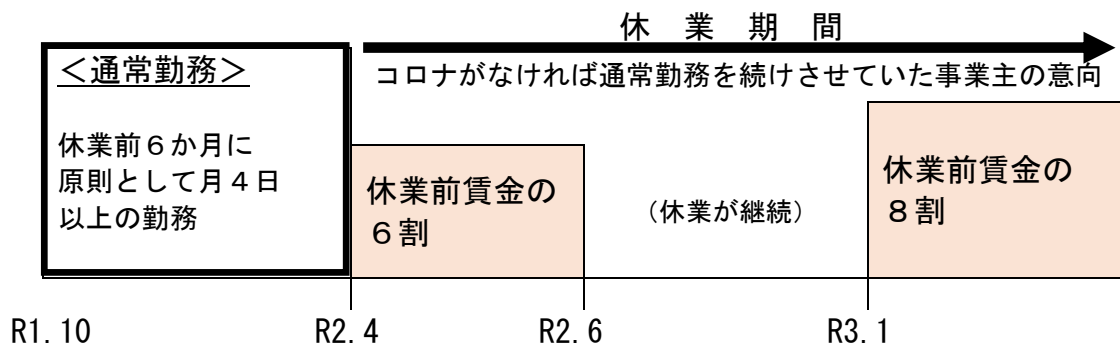 休 業 期 間
コロナがなければ通常勤務を続けさせていた事業主の意向
＜通常勤務＞
休業前６か月に
原則として月４日
以上の勤務
休業前賃金の
６割
（休業が継続）
休業前賃金の
８割
R1.10
R2.4
R2.6
R3.1